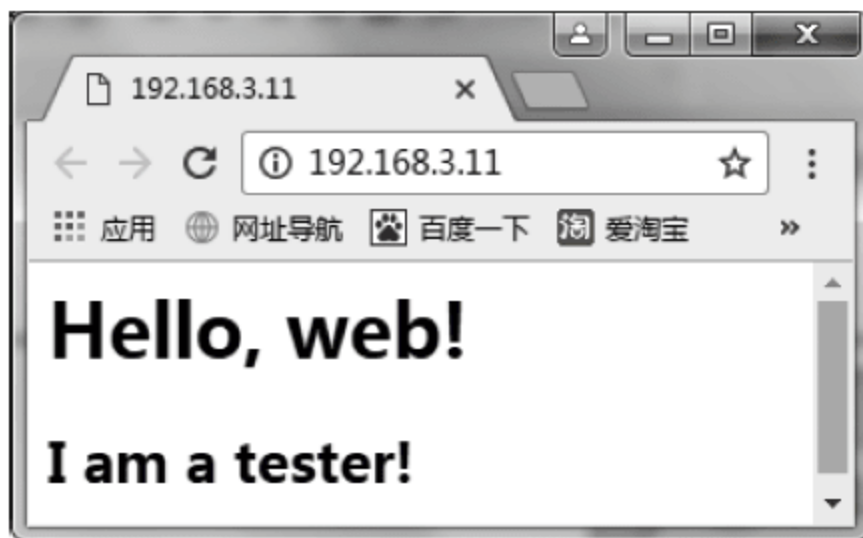 192.168.3.11
192.168.3.11
应用 网址导航 百度一下 淘 爱淘宝
Hello, web!
I am a tester!